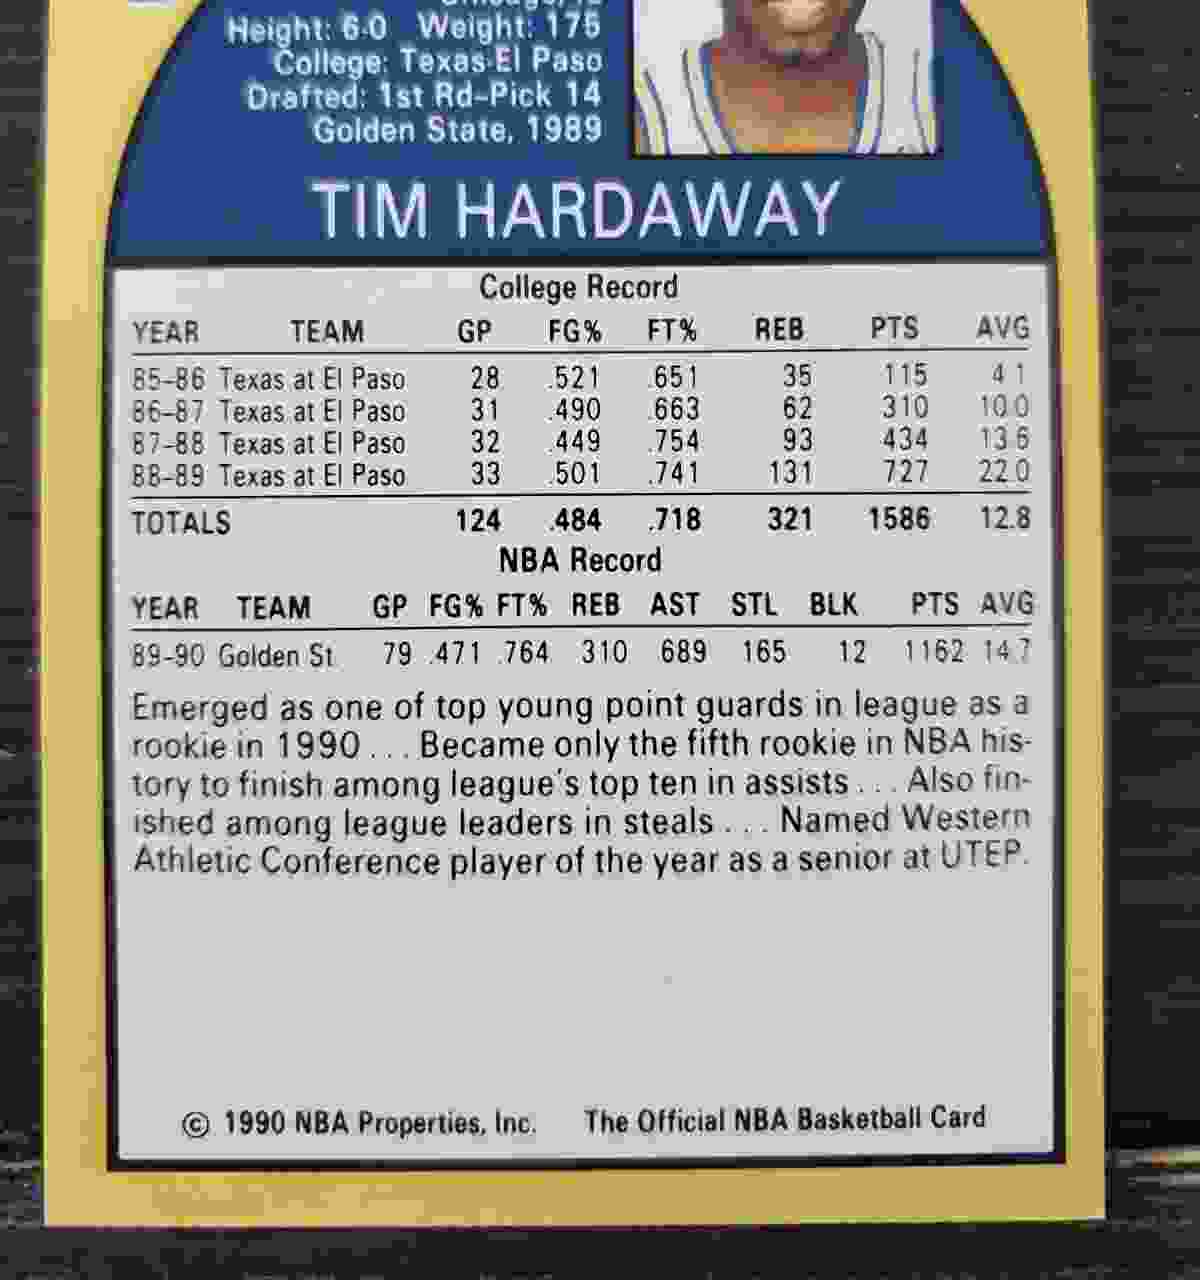 Height: 6-0 Weight: 175
College: Texas-El Paso
Drafted: 1st Rd-Pick 14
Golden State, 1989
TIM HARDAWAY
College Record
YEAR TEAM GP FG% FT% REB PTS AVG
85-86 Texas at El Paso 28 .521 .651 35 115 4.1
86-87 Texas at El Paso 31 .490 .663 62 310 10.0
87-88 Texas at El Paso 32 .449 .754 93 434 13.6
88-89 Texas at El Paso 33 .501 .741 131 727 22.0
TOTALS 124 .484 .718 321 1586 12.8
NBA Record
YEAR TEAM GP FG% FT% REB AST STL BLK PTS AVG
89-90 Golden St. 79 .471 .764 310 689 165 12 1162 14.7
Emerged as one of top young point guards in league as a
rookie in 1990 . . . Became only the fifth rookie in NBA his-
tory to finish among league's top ten in assists . . . Also fin-
ished among league leaders in steals . . . Named Western
Athletic Conference player of the year as a senior at UTEP.
© 1990 NBA Properties, Inc. The Official NBA Basketball Card